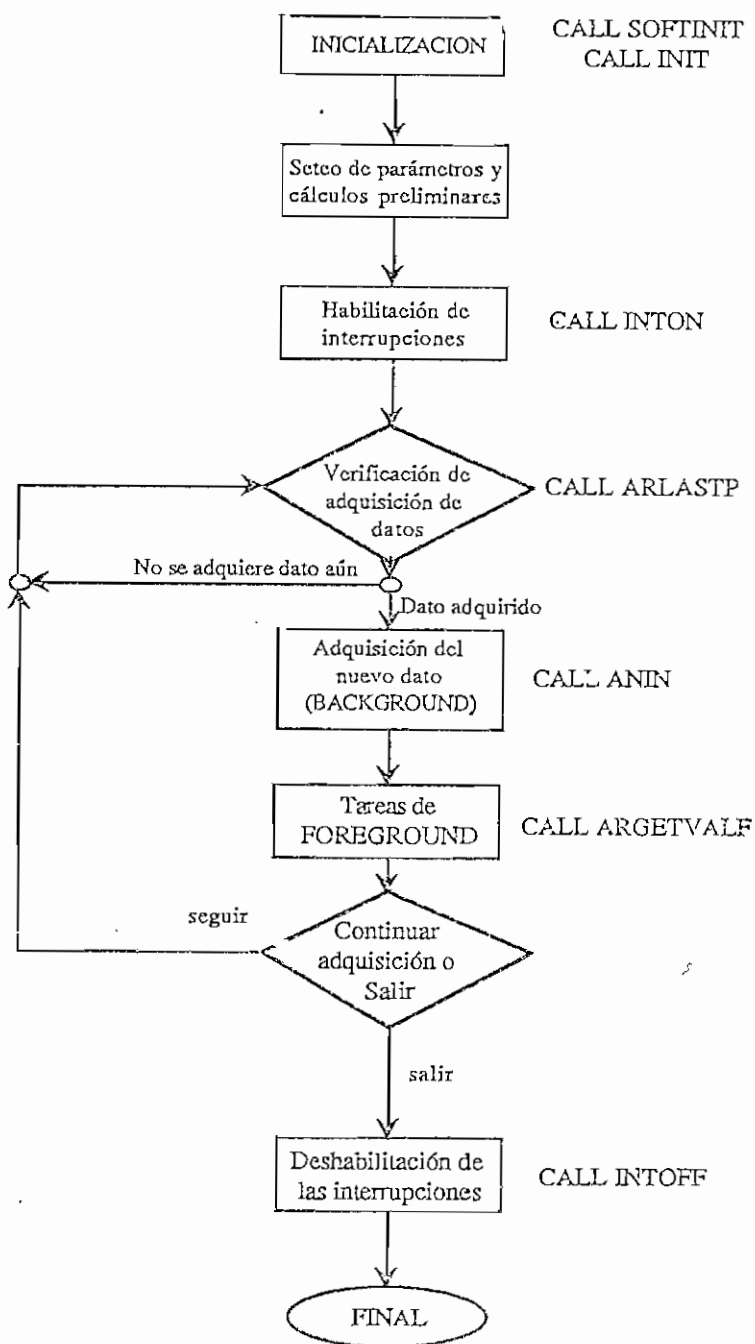 INICIALIZACION
CALL SOFTINIT
CALL INIT
Seteo de parámetros y
cálculos preliminares
Habilitación de
interrupciones
CALL INTON
Verificación de
adquisición de
datos
CALL ARLASTP
No se adquiere dato aún
Dato adquirido
Adquisición del
nuevo dato
(BACKGROUND)
CALL ANIN
Tareas de
FOREGROUND
CALL ARGETVALF
seguir
Continuar
adquisición o
Salir
salir
Deshabilitación de
las interrupciones
CALL INTOFF
FINAL